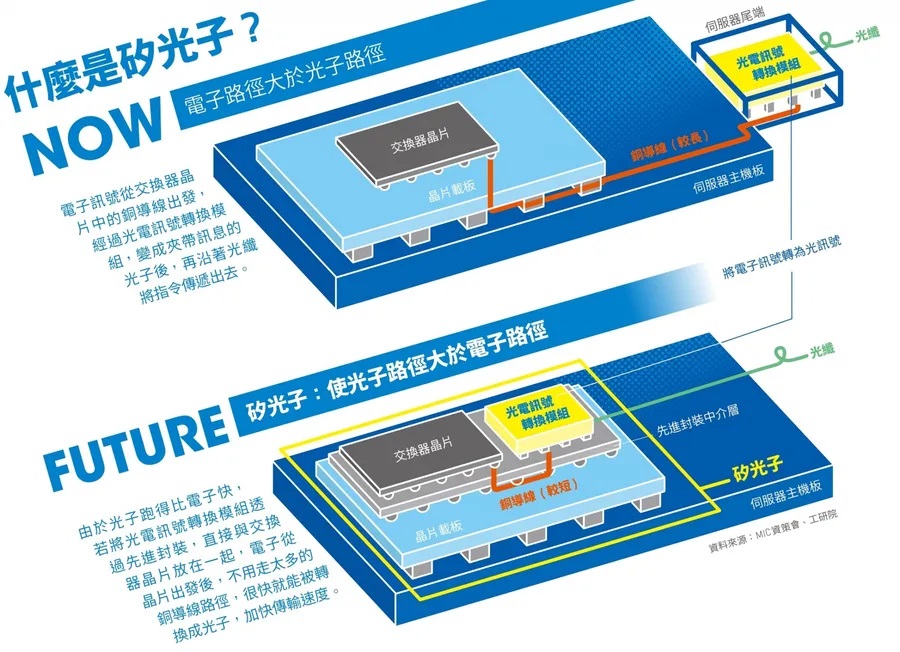 什麼是矽光子？
NOW
電子路徑大於光子路徑
電子訊號從交換器晶
片中的銅導線出發，
經過光電訊號轉換模
組，變成夾帶訊息的
光子後，再沿著光纖
將指令傳遞出去。
交換器晶片
晶片載板
銅導線（較長）
伺服器主機板
伺服器尾端
光電訊號
轉換模組
光纖
將電子訊號轉為光訊號
FUTURE
矽光子：使光子路徑大於電子路徑
由於光子跑得比電子快，
若將光電訊號轉換模組透
過先進封裝，直接與交換
器晶片放在一起，電子從
晶片出發後，不用走太多的
銅導線路徑，很快就能被轉
換成光子，加快傳輸速度。
交換器晶片
光電訊號
轉換模組
銅導線（較短）
晶片載板
光纖
先進封裝中介層
矽光子
伺服器主機板
資料來源：MIC資策會、工研院